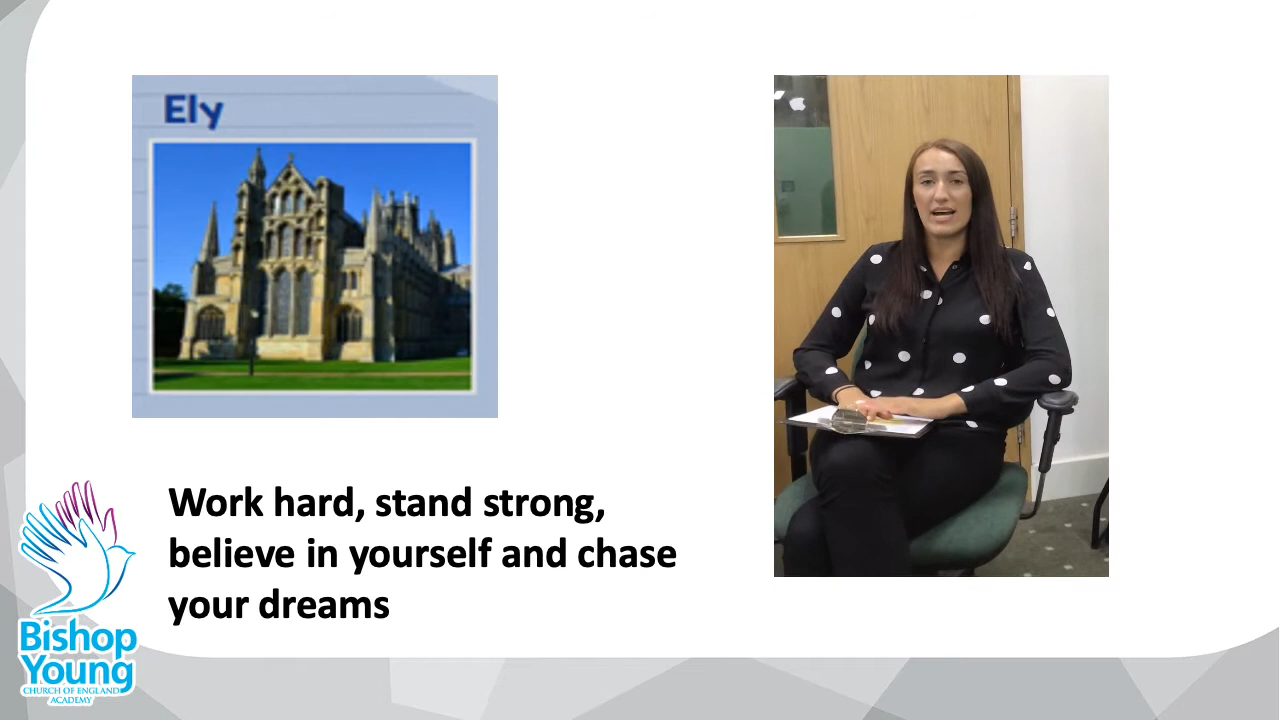 Ely
Work hard, stand strong,
believe in yourself and chase
your dreams
Bishop
Young
CHURCH OF ENGLAND
ACADEMY